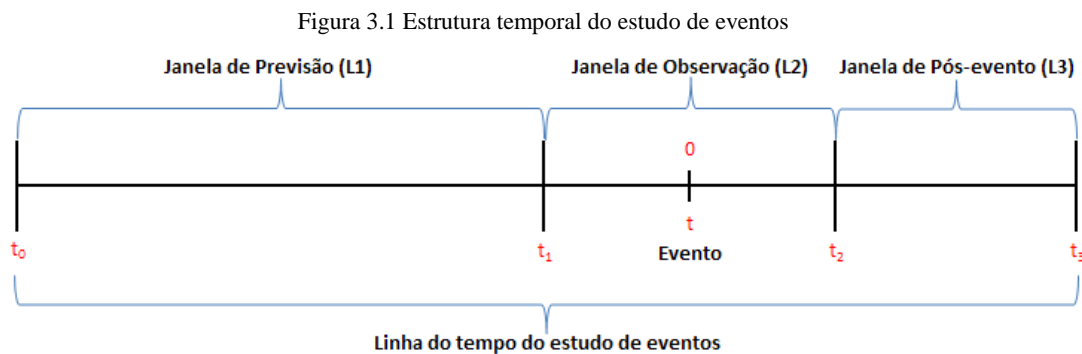 Figura 3.1 Estrutura temporal do estudo de eventos
Janela de Previsão (L1) Janela de Observação (L2) Janela de Pós-evento (L3)
0
t₀ t₁ t t₂ t₃
Evento
Linha do tempo do estudo de eventos